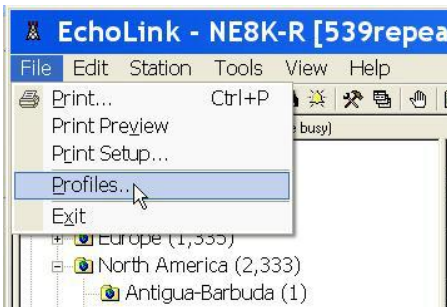 EchoLink - NE8K-R [539repea
File Edit Station Tools View Help
Print... Ctrl+P
busy)
Print Preview
Print Setup...
Profiles...
Exit
Europe (1,335)
North America (2,333)
Antigua-Barbuda (1)